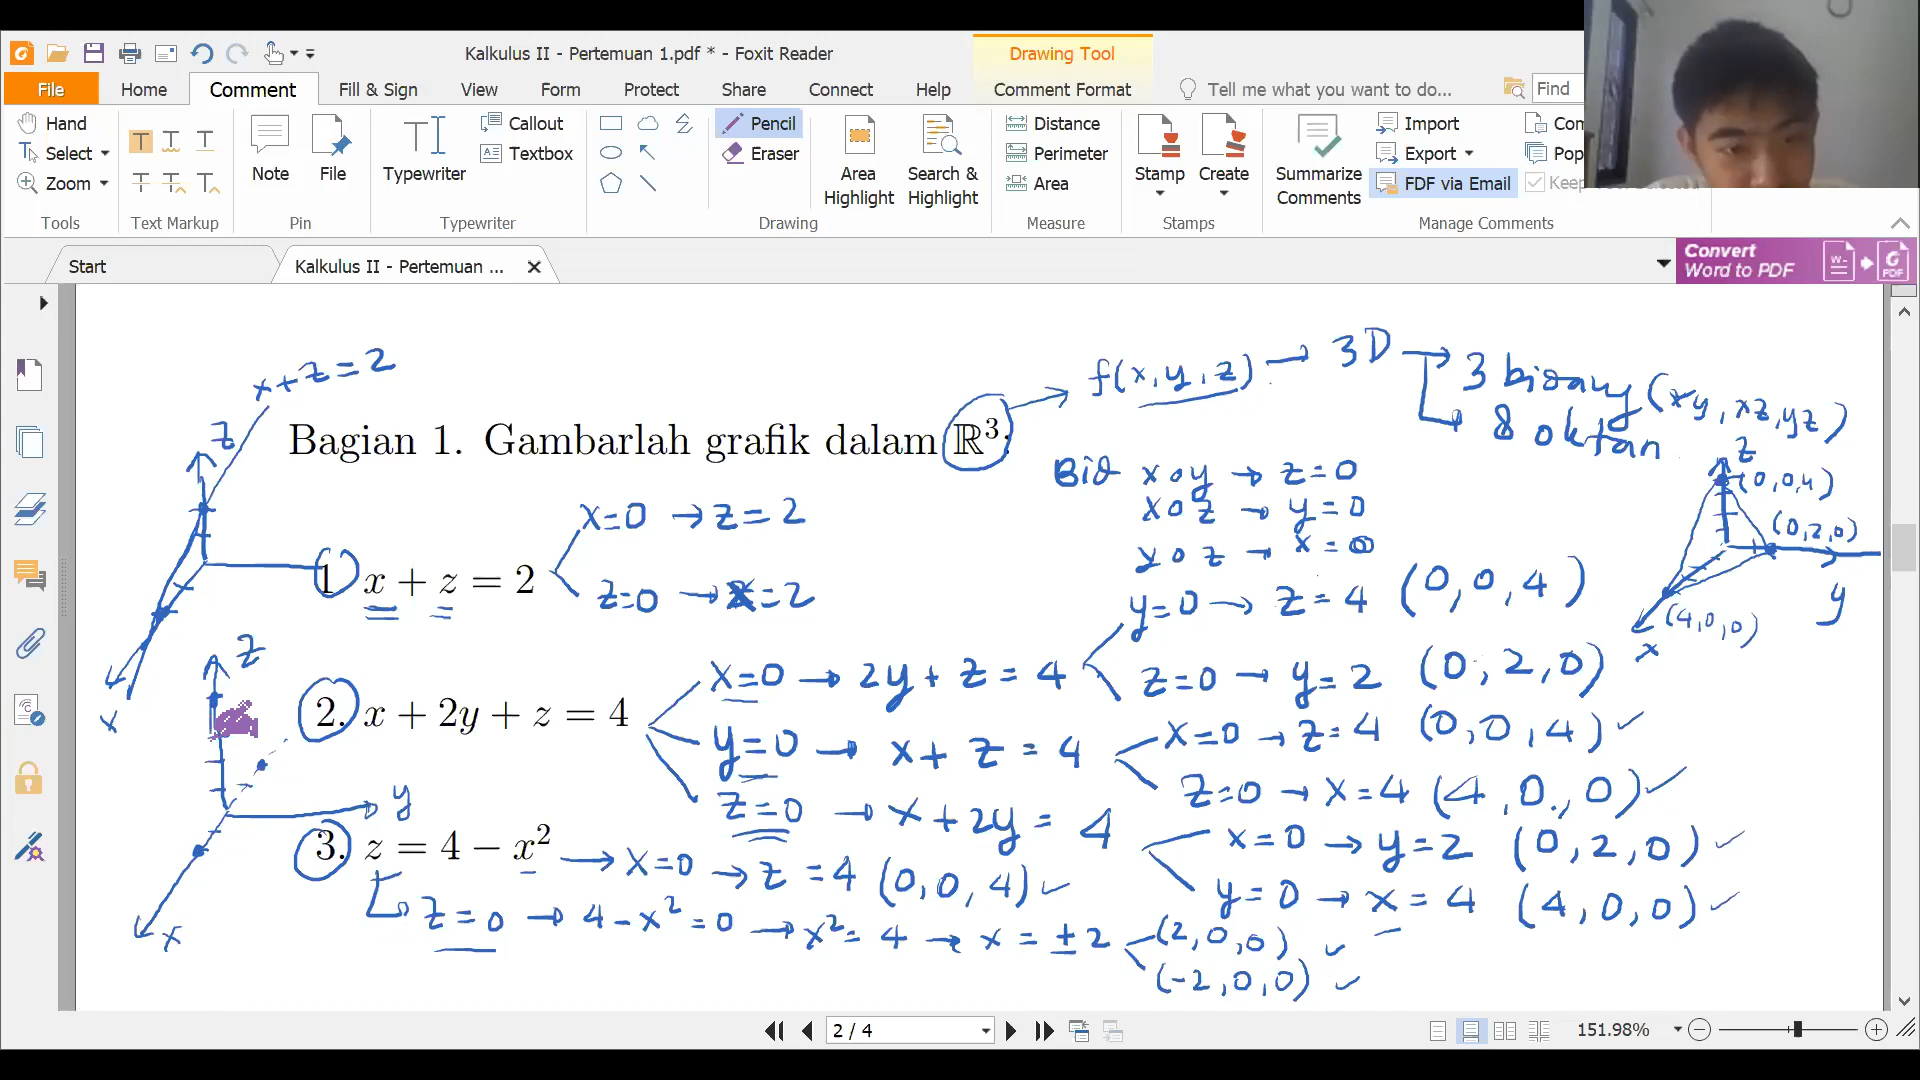 Kalkulus II - Pertemuan 1.pdf * - Foxit Reader
Drawing Tool
File Home Comment Fill & Sign View Form Protect Share Connect Help Comment Format Tell me what you want to do... Find
Hand
Select
Zoom
Tools
Text Markup
Note
File
Pin
Typewriter
Callout
Textbox
Typewriter
Pencil
Eraser
Area Highlight
Search & Highlight
Drawing
Distance
Perimeter
Area
Measure
Stamp
Create
Stamps
Summarize Comments
Import
Export
FDF via Email
Com
Pop
Keep
Manage Comments
Start
Kalkulus II - Pertemuan ...
Convert
Word to PDF
x+z=2
f(x,y,z) → 3D → 3 bidang (xy, xz, yz)
8 oktan
Bagian 1. Gambarlah grafik dalam ℝ³:
z
Bid xoy → z=0
xoz → y=0
yoz → x=0
z
(0,0,4)
(0,2,0)
(4,0,0)
x
y
1) x + z = 2
x=0 → z=2
z=0 → x=2
x
2. x + 2y + z = 4
x=0 → 2y+z=4
y=0 → z=4 (0,0,4)
z=0 → y=2 (0,2,0)
y=0 → x+z=4
x=0 → z=4 (0,0,4) ✓
z=0 → x=4 (4,0,0) ✓
z=0 → x+2y=4
x=0 → y=2 (0,2,0) ✓
y=0 → x=4 (4,0,0) ✓
z
y
x
3. z = 4 − x²
→ x=0 → z=4 (0,0,4) ✓
z=0 → 4-x²=0 → x²=4 → x=±2
(2,0,0) ✓
(-2,0,0) ✓
2 / 4
151.98%